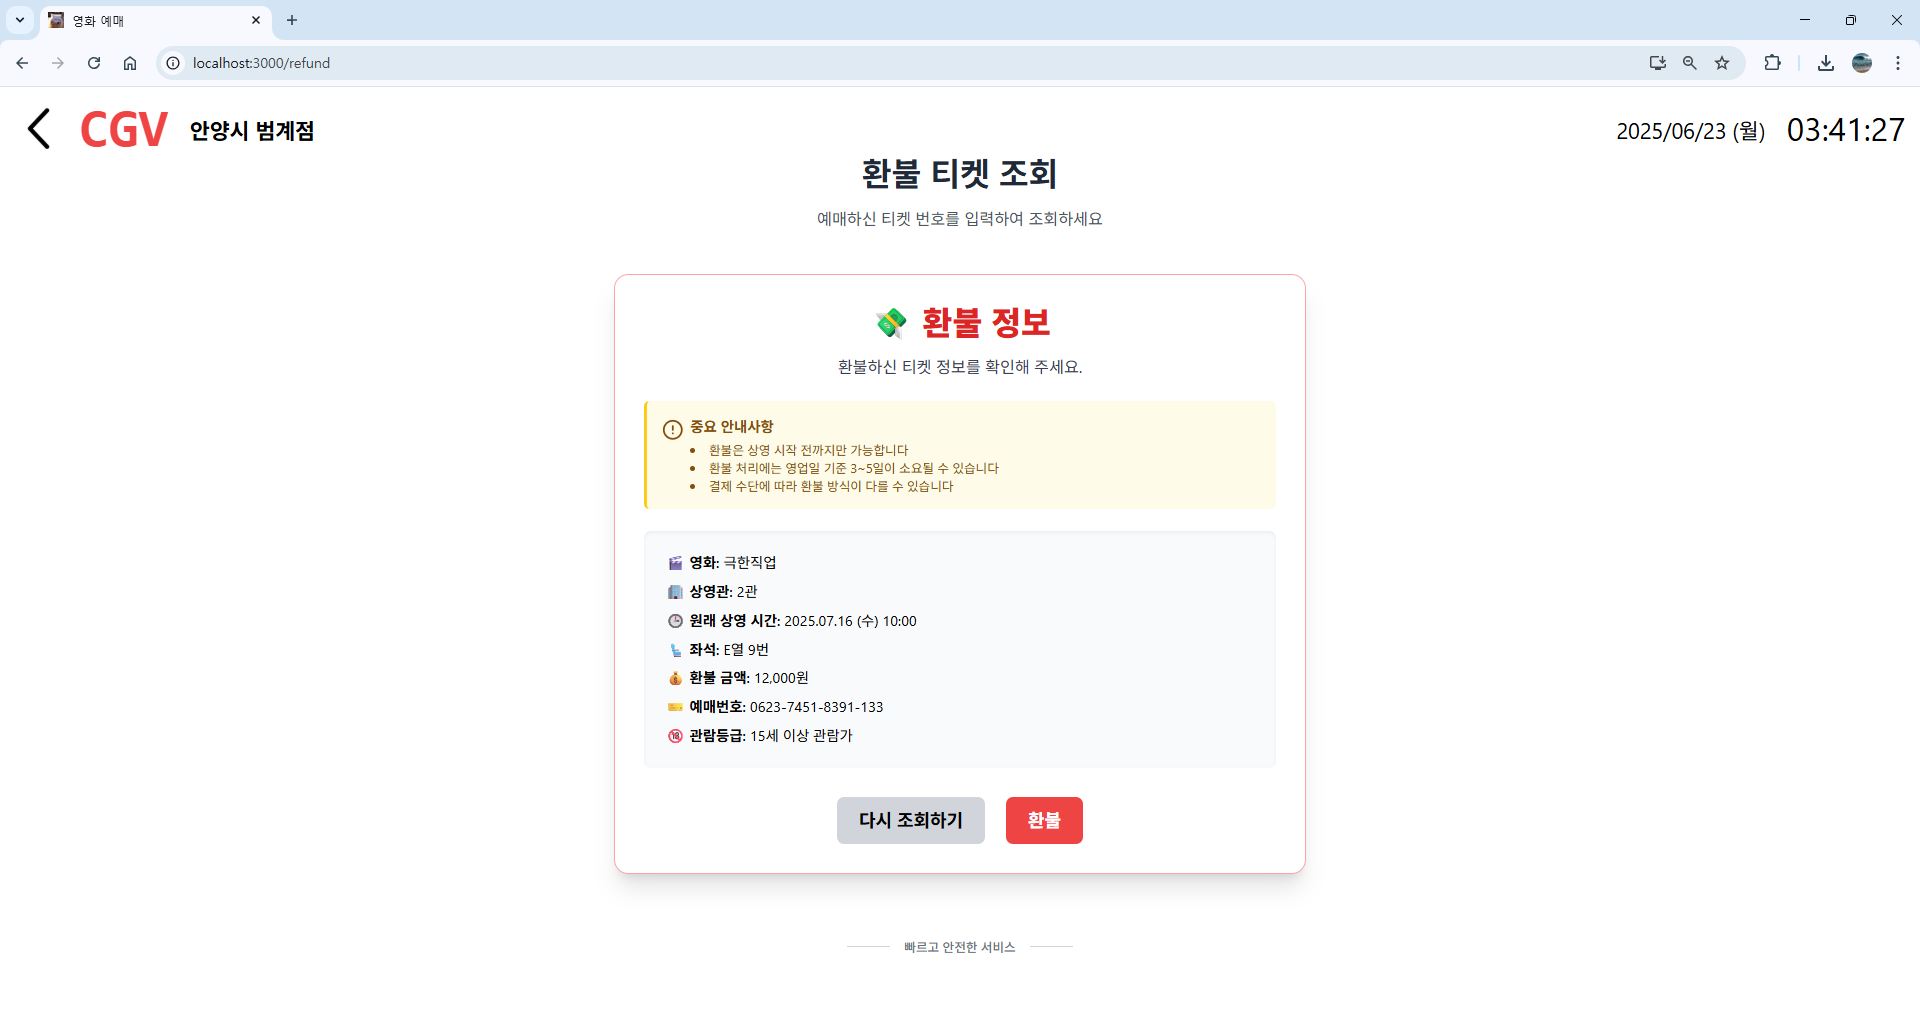 영화 예매
localhost:3000/refund
CGV 안양시 범계점 2025/06/23 (월) 03:41:27
환불 티켓 조회
예매하신 티켓 번호를 입력하여 조회하세요
환불 정보
환불하신 티켓 정보를 확인해 주세요.
중요 안내사항
환불은 상영 시작 전까지만 가능합니다
환불 처리에는 영업일 기준 3~5일이 소요될 수 있습니다
결제 수단에 따라 환불 방식이 다를 수 있습니다
영화: 극한직업
상영관: 2관
원래 상영 시간: 2025.07.16 (수) 10:00
좌석: E열 9번
환불 금액: 12,000원
예매번호: 0623-7451-8391-133
관람등급: 15세 이상 관람가
다시 조회하기 환불
빠르고 안전한 서비스